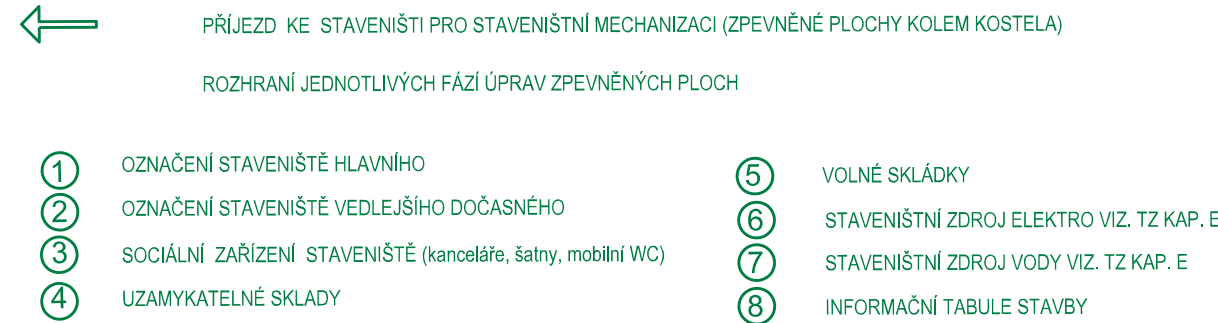 PŘÍJEZD KE STAVENIŠTI PRO STAVENIŠTNÍ MECHANIZACI (ZPEVNĚNÉ PLOCHY KOLEM KOSTELA)
ROZHRANÍ JEDNOTLIVÝCH FÁZÍ ÚPRAV ZPEVNĚNÝCH PLOCH
1 OZNAČENÍ STAVENIŠTĚ HLAVNÍHO
2 OZNAČENÍ STAVENIŠTĚ VEDLEJŠÍHO DOČASNÉHO
3 SOCIÁLNÍ ZAŘÍZENÍ STAVENIŠTĚ (kanceláře, šatny, mobilní WC)
4 UZAMYKATELNÉ SKLADY
5 VOLNÉ SKLÁDKY
6 STAVENIŠTNÍ ZDROJ ELEKTRO VIZ. TZ KAP. E
7 STAVENIŠTNÍ ZDROJ VODY VIZ. TZ KAP. E
8 INFORMAČNÍ TABULE STAVBY